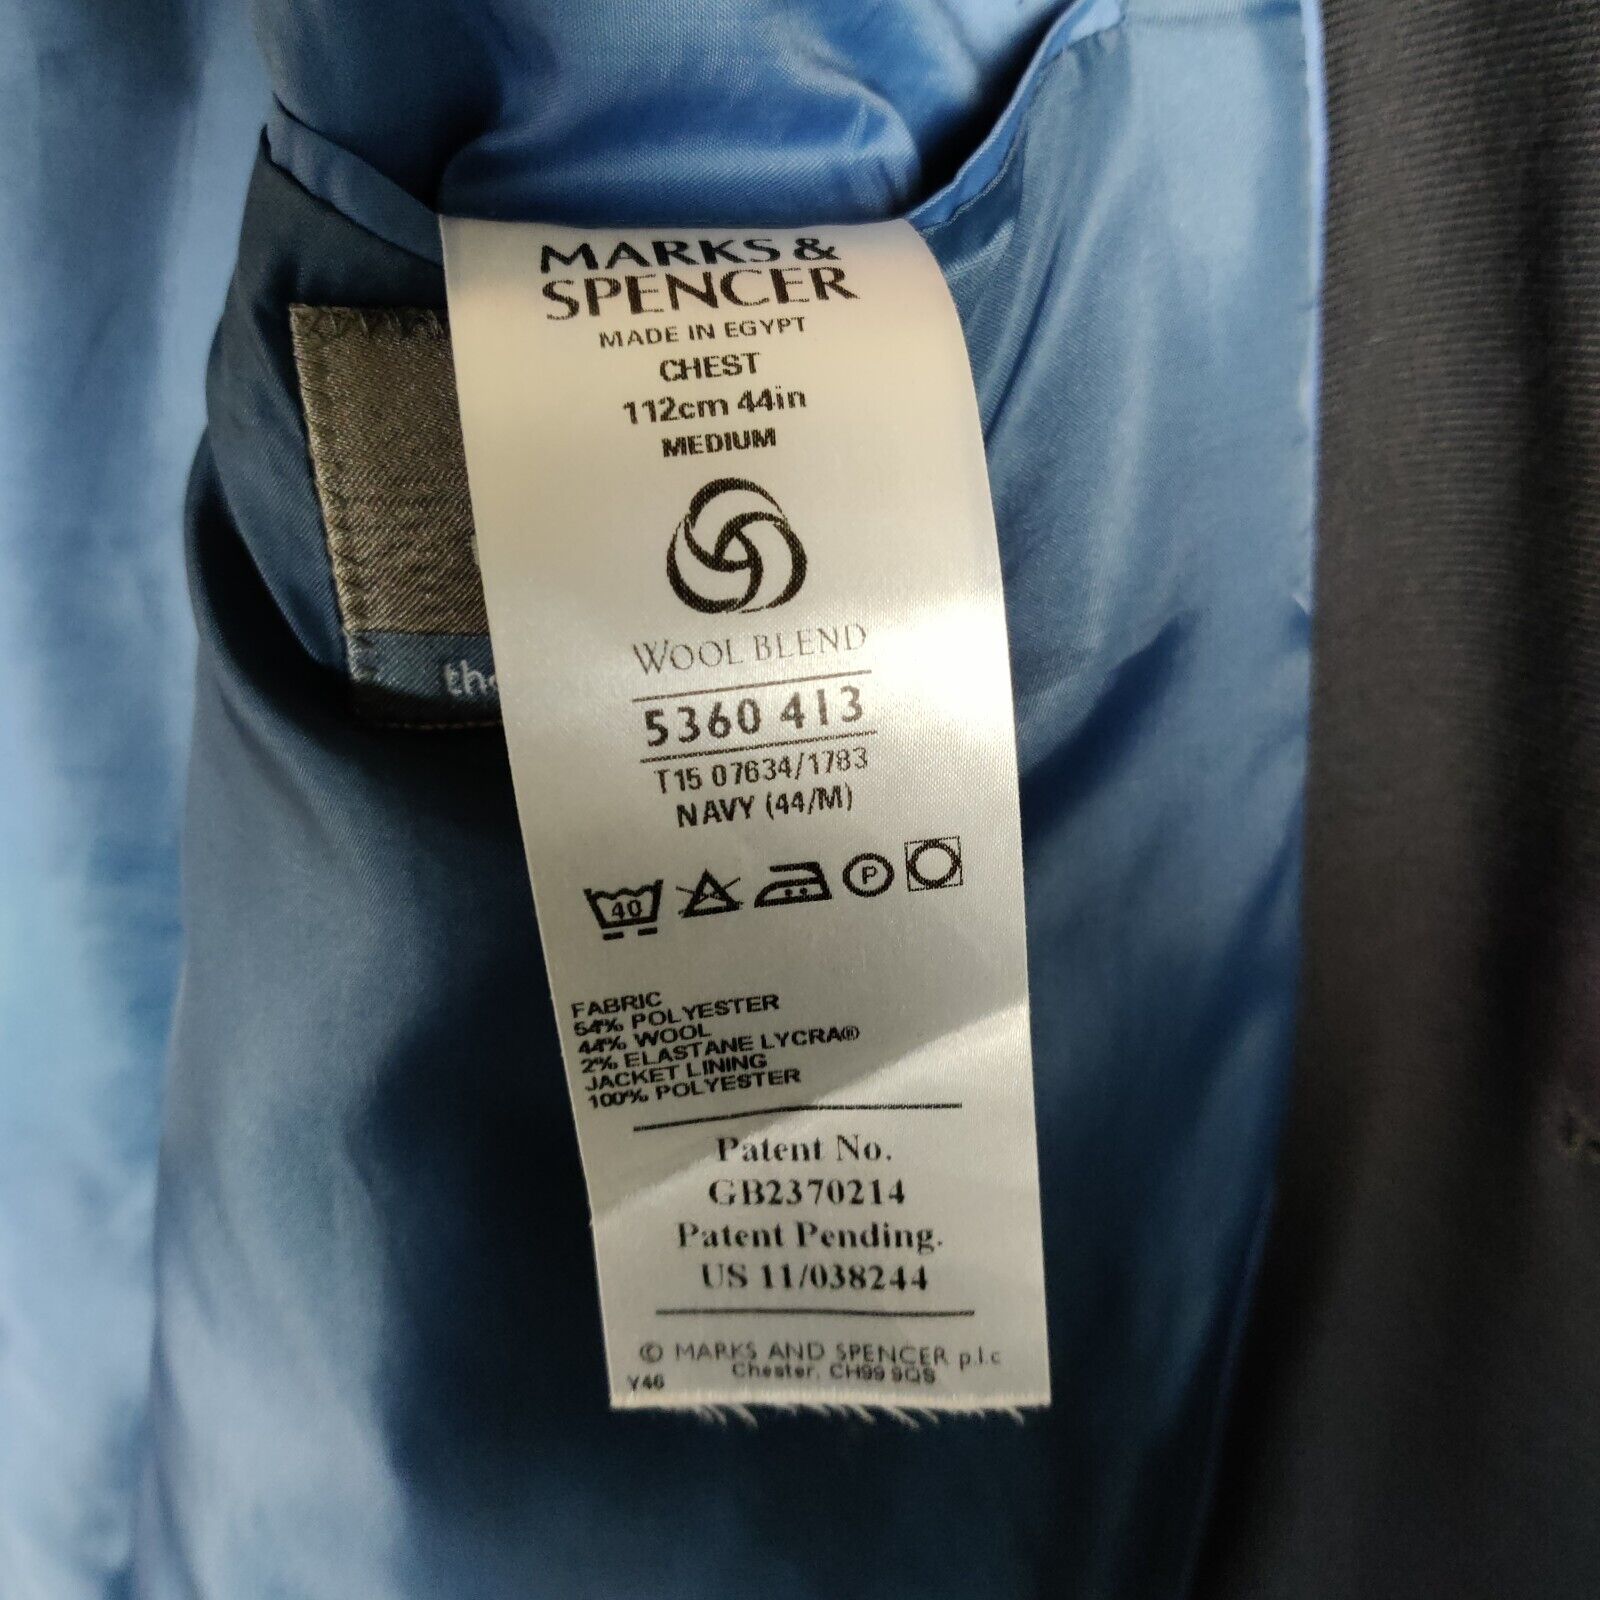 MARKS &
SPENCER
MADE IN EGYPT
CHEST
112cm 44in
MEDIUM
WOOL BLEND
5360 413
T15 07634/1783
NAVY (44/M)
40
P
FABRIC
54% POLYESTER
44% WOOL
2% ELASTANE LYCRA®
JACKET LINING
100% POLYESTER
Patent No.
GB2370214
Patent Pending.
US 11/038244
© MARKS AND SPENCER p.l.c
Chester, CH99 9QS
Y46